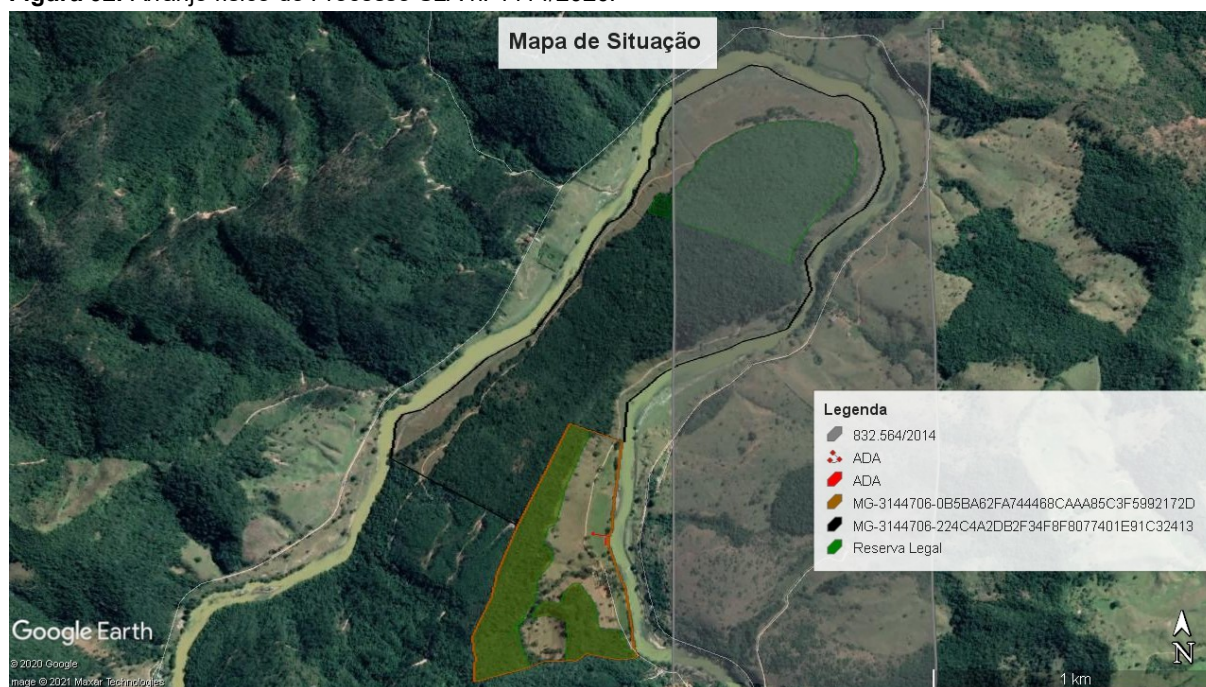 Mapa de Situação
Legenda
832.564/2014
ADA
ADA
MG-3144706-0B5BA62FA744468CAAA85C3F5992172D
MG-3144706-224C4A2DB2F34F8F8077401E91C32413
Reserva Legal
Google Earth
© 2020 Google
mage © 2021 Maxar Technologies
1 km
N